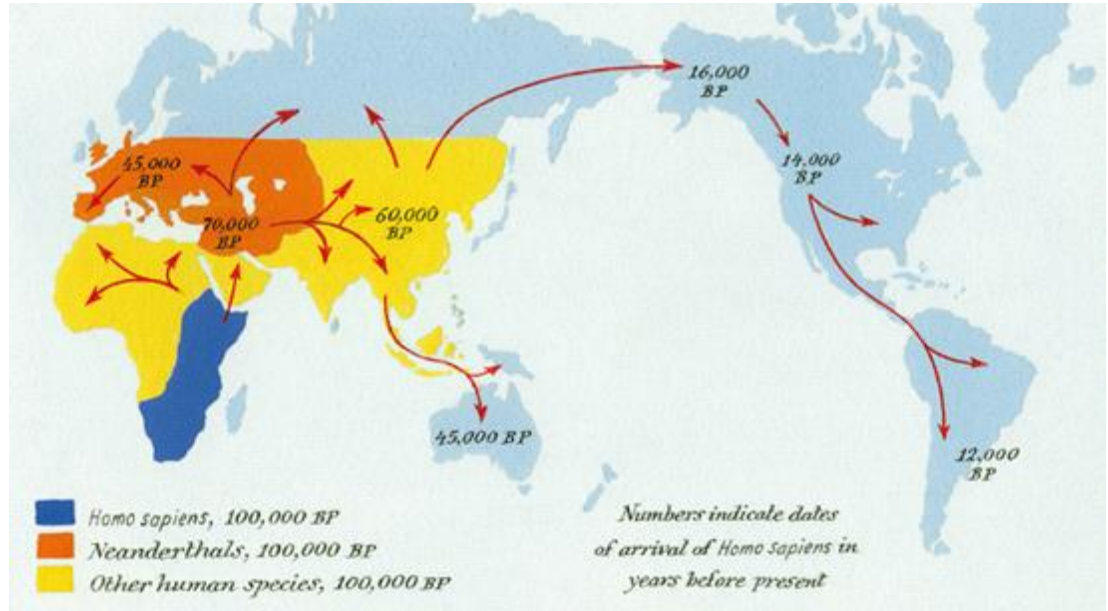 16,000
BP
14,000
BP
45,000
BP
70,000
BP
60,000
BP
45,000 BP
12,000
BP
Homo sapiens, 100,000 BP
Neanderthals, 100,000 BP
Other human species, 100,000 BP
Numbers indicate dates
of arrival of Homo sapiens in
years before present